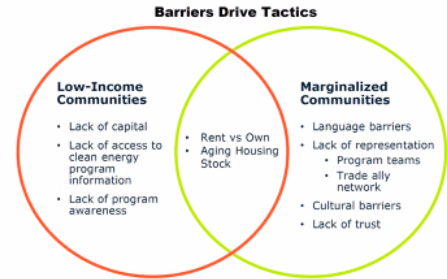 Barriers Drive Tactics
Low-Income
Communities
• Lack of capital
• Lack of access to
clean energy
program
information
• Lack of program
awareness
• Rent vs Own
• Aging Housing
Stock
Marginalized
Communities
• Language barriers
• Lack of representation
• Program teams
• Trade ally
network
• Cultural barriers
• Lack of trust